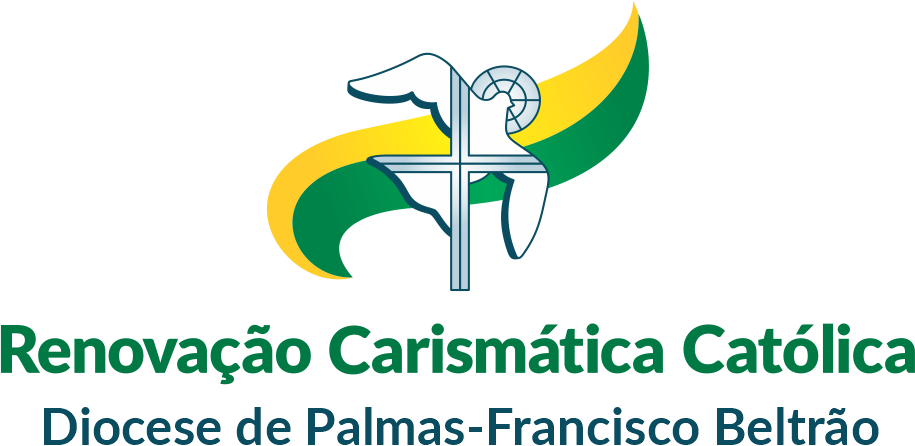 Renovação Carismática Católica
Diocese de Palmas-Francisco Beltrão